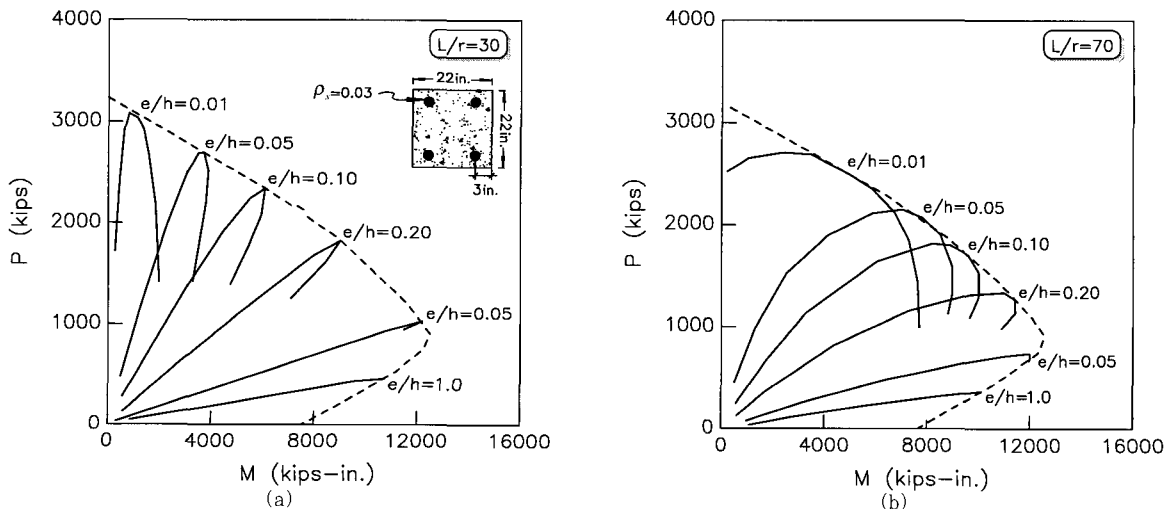 4000
3000
2000
1000
0
P (kips)
L/r=30
22in.
ρs=0.03
22in.
3in.
e/h=0.01
e/h=0.05
e/h=0.10
e/h=0.20
e/h=0.05
e/h=1.0
0
4000
8000
12000
16000
M (kips-in.)
(a)
4000
3000
2000
1000
0
P (kips)
L/r=70
e/h=0.01
e/h=0.05
e/h=0.10
e/h=0.20
e/h=0.05
e/h=1.0
0
4000
8000
12000
16000
M (kips-in.)
(b)